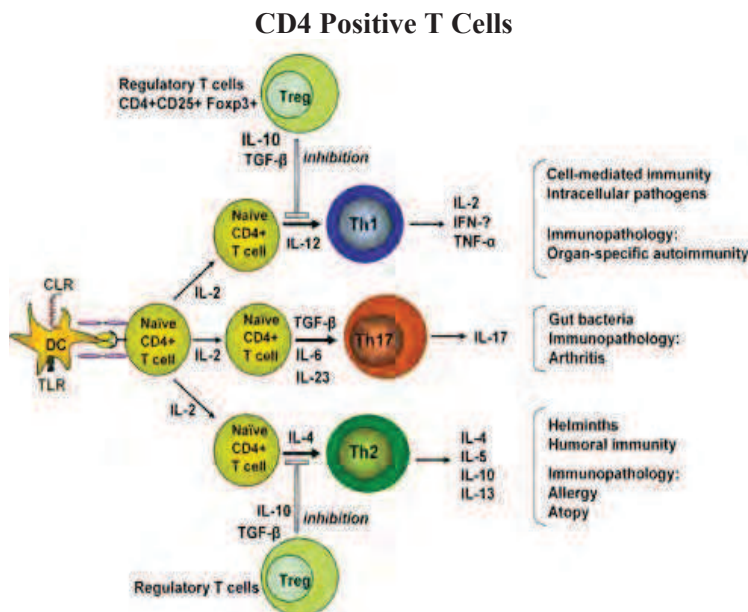 CD4 Positive T Cells
Regulatory T cells
CD4+CD25+ Foxp3+
Treg
IL-10
TGF-β
inhibition
Naïve
CD4+
T cell
IL-12
Th1
IL-2
IFN-?
TNF-α
Cell-mediated immunity
Intracellular pathogens
Immunopathology:
Organ-specific autoimmunity
IL-2
CLR
DC
TLR
Naïve
CD4+
T cell
IL-2
Naïve
CD4+
T cell
TGF-β
IL-6
IL-23
Th17
IL-17
Gut bacteria
Immunopathology:
Arthritis
IL-2
Naïve
CD4+
T cell
IL-4
Th2
IL-4
IL-5
IL-10
IL-13
Helminths
Humoral immunity
Immunopathology:
Allergy
Atopy
IL-10
TGF-β
inhibition
Regulatory T cells
Treg